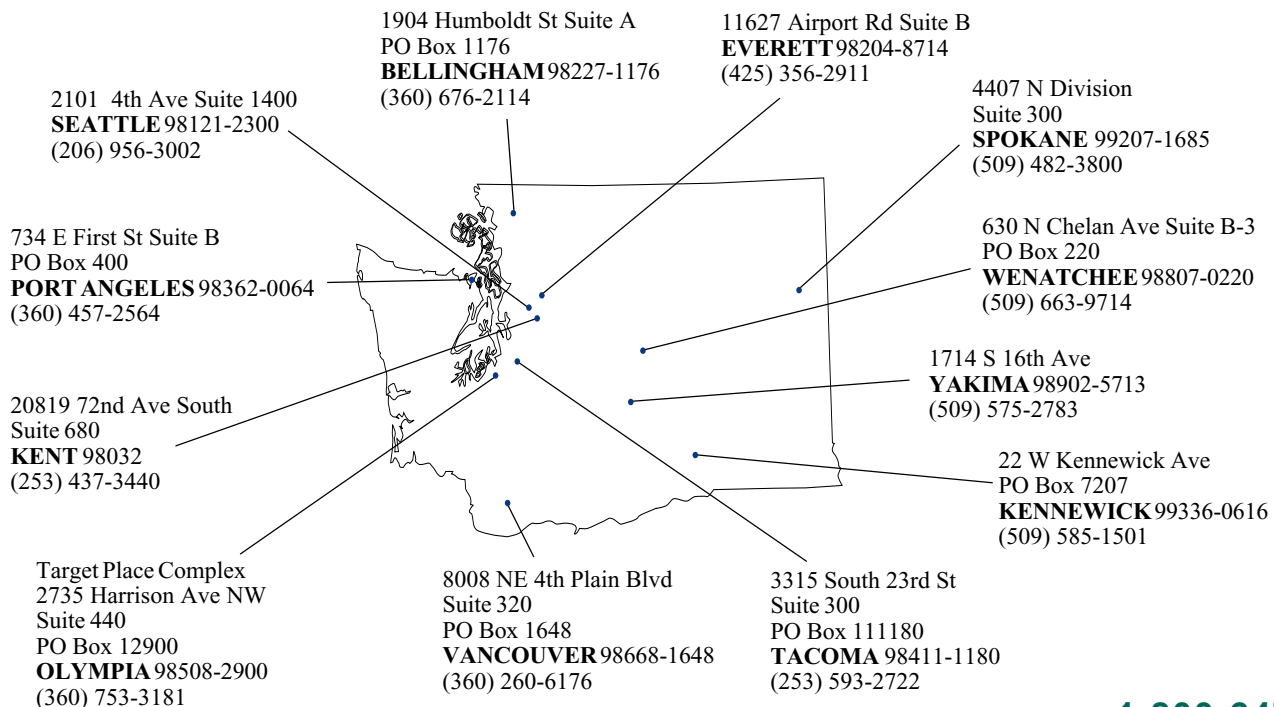 1904 Humboldt St Suite A
PO Box 1176
BELLINGHAM 98227-1176
(360) 676-2114
11627 Airport Rd Suite B
EVERETT 98204-8714
(425) 356-2911
2101 4th Ave Suite 1400
SEATTLE 98121-2300
(206) 956-3002
4407 N Division
Suite 300
SPOKANE 99207-1685
(509) 482-3800
734 E First St Suite B
PO Box 400
PORT ANGELES 98362-0064
(360) 457-2564
630 N Chelan Ave Suite B-3
PO Box 220
WENATCHEE 98807-0220
(509) 663-9714
1714 S 16th Ave
YAKIMA 98902-5713
(509) 575-2783
20819 72nd Ave South
Suite 680
KENT 98032
(253) 437-3440
22 W Kennewick Ave
PO Box 7207
KENNEWICK 99336-0616
(509) 585-1501
Target Place Complex
2735 Harrison Ave NW
Suite 440
PO Box 12900
OLYMPIA 98508-2900
(360) 753-3181
8008 NE 4th Plain Blvd
Suite 320
PO Box 1648
VANCOUVER 98668-1648
(360) 260-6176
3315 South 23rd St
Suite 300
PO Box 111180
TACOMA 98411-1180
(253) 593-2722